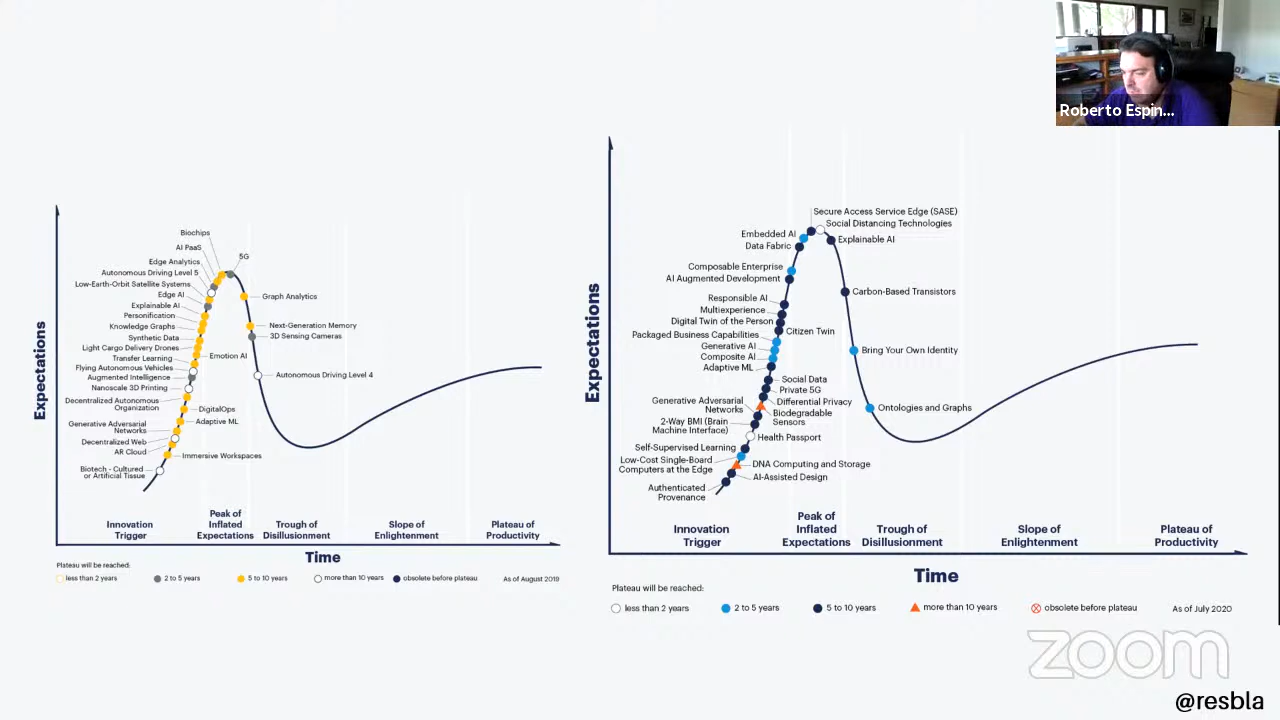 Roberto Espin...
Biochips
AI PaaS
5G
Edge Analytics
Autonomous Driving Level 5
Low-Earth-Orbit Satellite Systems
Edge AI
Graph Analytics
Explainable AI
Personification
Knowledge Graphs
Next-Generation Memory
Synthetic Data
3D Sensing Cameras
Light Cargo Delivery Drones
Transfer Learning
Emotion AI
Flying Autonomous Vehicles
Augmented Intelligence
Autonomous Driving Level 4
Nanoscale 3D Printing
Decentralized Autonomous
Organization
DigitalOps
Generative Adversarial
Networks
Adaptive ML
Decentralized Web
AR Cloud
Immersive Workspaces
Biotech - Cultured
or Artificial Tissue
Expectations
Innovation
Trigger
Peak of
Inflated
Expectations
Trough of
Disillusionment
Slope of
Enlightenment
Plateau of
Productivity
Time
Plateau will be reached:
less than 2 years
2 to 5 years
5 to 10 years
more than 10 years
obsolete before plateau
As of August 2019
Secure Access Service Edge (SASE)
Social Distancing Technologies
Embedded AI
Explainable AI
Data Fabric
Composable Enterprise
AI Augmented Development
Carbon-Based Transistors
Responsible AI
Multiexperience
Digital Twin of the Person
Citizen Twin
Packaged Business Capabilities
Generative AI
Bring Your Own Identity
Composite AI
Adaptive ML
Social Data
Private 5G
Generative Adversarial
Networks
Differential Privacy
Ontologies and Graphs
Biodegradable
Sensors
2-Way BMI (Brain
Machine Interface)
Health Passport
Self-Supervised Learning
Low-Cost Single-Board
Computers at the Edge
DNA Computing and Storage
AI-Assisted Design
Authenticated
Provenance
Expectations
Innovation
Trigger
Peak of
Inflated
Expectations
Trough of
Disillusionment
Slope of
Enlightenment
Plateau of
Productivity
Time
Plateau will be reached:
less than 2 years
2 to 5 years
5 to 10 years
more than 10 years
obsolete before plateau
As of July 2020
zoom
@resbla